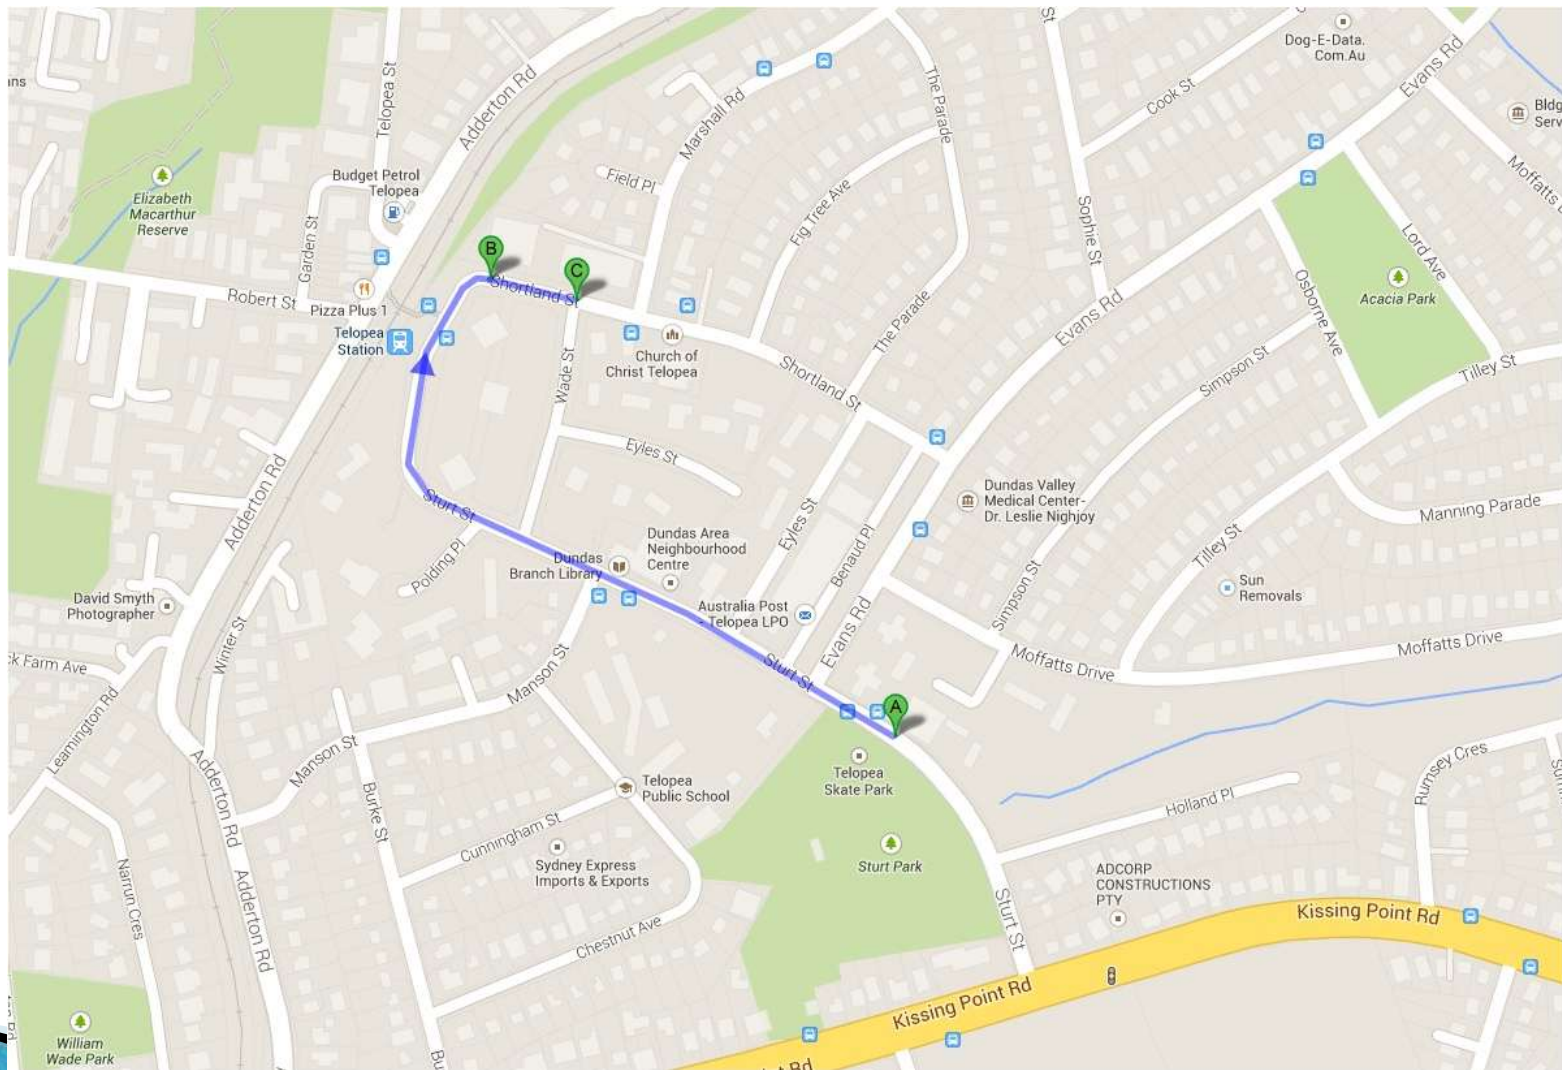 ans
Telopea St
Adderton Rd
Marshall Rd
The Parade
St
Dog-E-Data.
Com.Au
Evans Rd
Cook St
Bldg
Serv
Budget Petrol
Telopea
Elizabeth
Macarthur
Reserve
Field Pl
Fig Tree Ave
Sophie St
Lord Ave
Garden St
B
C
Shortland St
Robert St
Pizza Plus 1
Telopea
Station
Church of
Christ Telopea
Wade St
The Parade
Evans Rd
Osborne Ave
Acacia Park
Shortland St
Simpson St
Tilley St
Eyles St
Adderton Rd
Sturt St
Dundas Valley
Medical Center-
Dr. Leslie Nighjoy
Manning Parade
Eyles St
Dundas Area
Neighbourhood
Centre
Polding Pl
Dundas
Branch Library
Benaud Pl
Tilley St
Simpson St
Sun
Removals
David Smyth
Photographer
Australia Post
- Telopea LPO
Evans Rd
Winter St
ck Farm Ave
Sturt St
Moffatts Drive
Moffatts Drive
Leamington Rd
Manson St
A
Manson St
Telopea
Skate Park
Adderton Rd
Burke St
Telopea
Public School
Rumsey Cres
Holland Pl
Cunningham St
Sydney Express
Imports & Exports
Sturt Park
ADCORP
CONSTRUCTIONS
PTY
Narrun Cres
Adderton Rd
Chestnut Ave
Sturt St
Kissing Point Rd
Kissing Point Rd
William
Wade Park
Bu